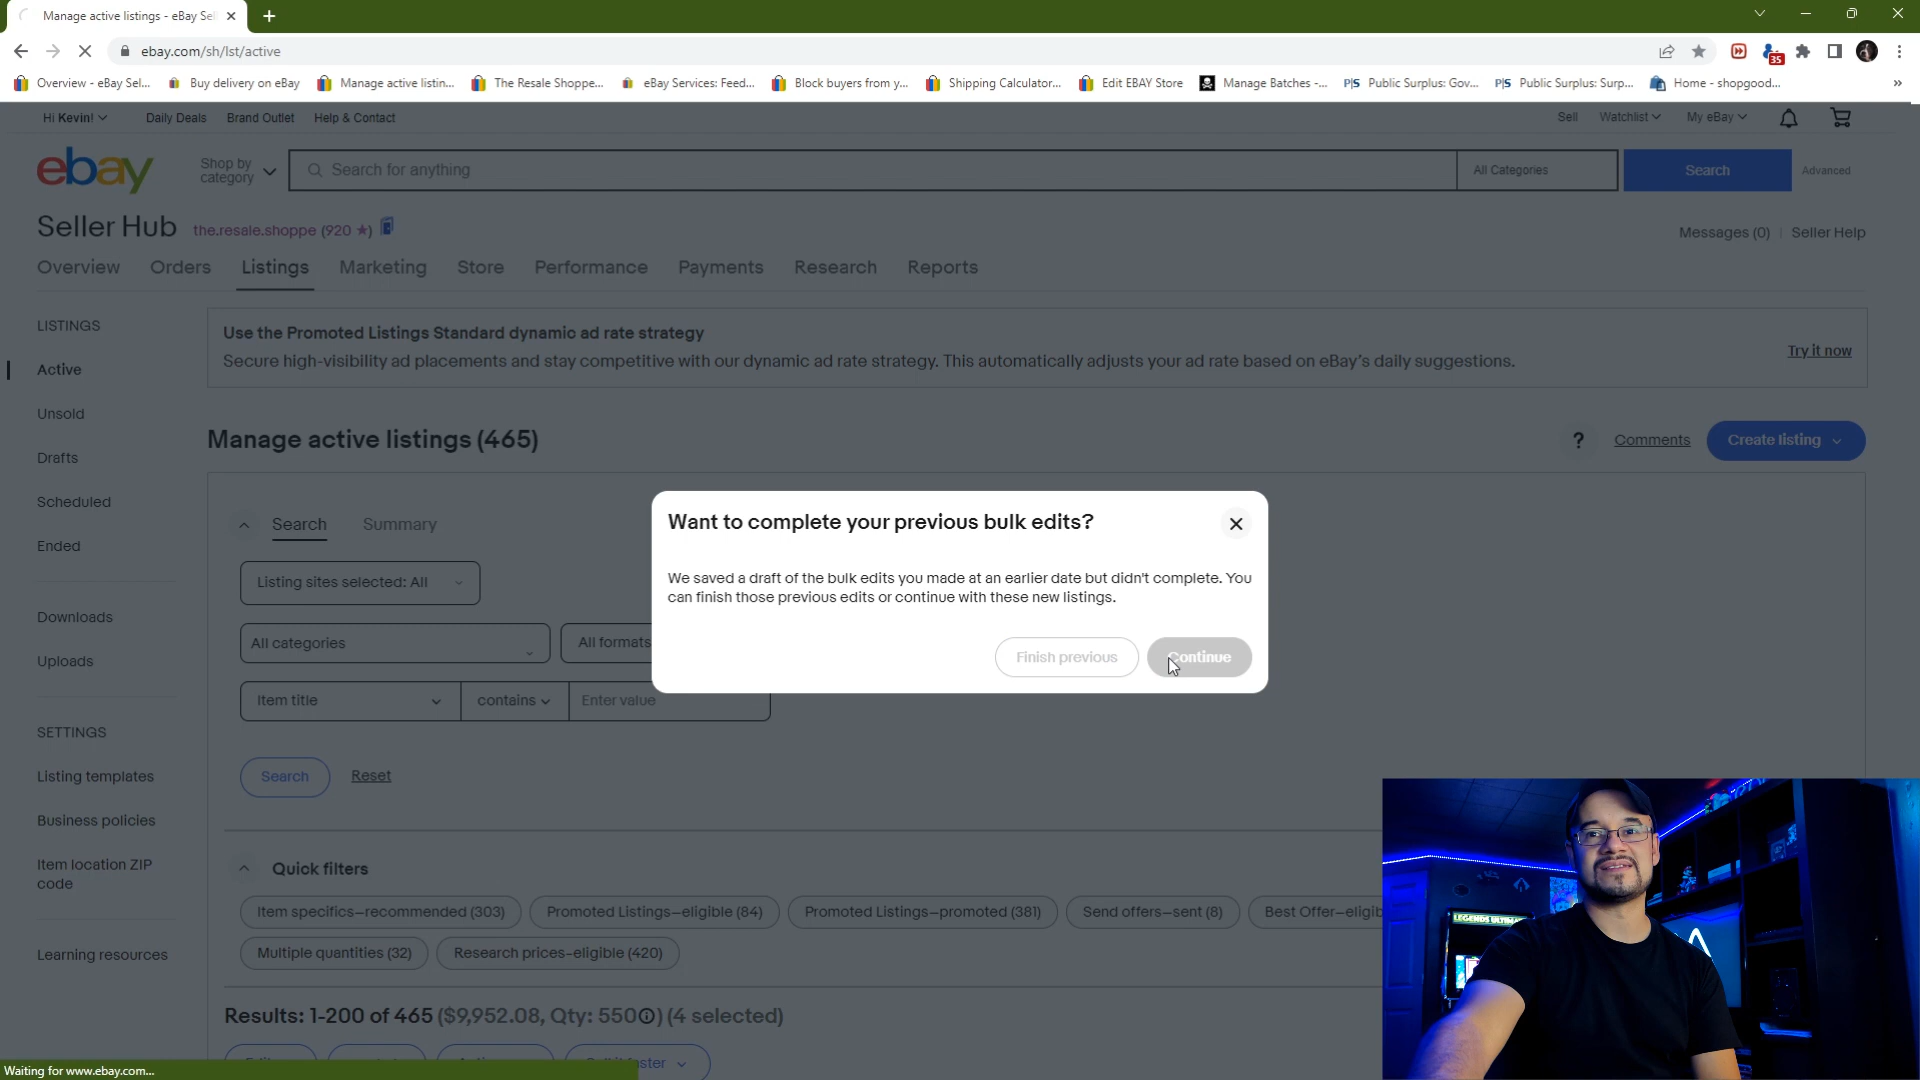 Manage active listings - eBay Sel
ebay.com/sh/lst/active
35
Overview - eBay Sel...
Buy delivery on eBay
Manage active listin...
The Resale Shoppe...
eBay Services: Feed...
Block buyers from y...
Shipping Calculator...
Edit EBAY Store
Manage Batches -...
P|S Public Surplus: Gov...
P|S Public Surplus: Surp...
Home - shopgood...
»
Hi Kevin!
Daily Deals
Brand Outlet
Help & Contact
Sell
Watchlist
My eBay
ebay
Shop by category
Search for anything
All Categories
Search
Advanced
Seller Hub
the.resale.shoppe (920 ★)
Messages (0)
Seller Help
Overview
Orders
Listings
Marketing
Store
Performance
Payments
Research
Reports
LISTINGS
Active
Unsold
Drafts
Scheduled
Ended
Downloads
Uploads
SETTINGS
Listing templates
Business policies
Item location ZIP
code
Learning resources
Use the Promoted Listings Standard dynamic ad rate strategy
Secure high-visibility ad placements and stay competitive with our dynamic ad rate strategy. This automatically adjusts your ad rate based on eBay's daily suggestions.
Try it now
Manage active listings (465)
?
Comments
Create listing
Search
Summary
Listing sites selected: All
All categories
All formats
Item title
contains
Enter value
Search
Reset
Want to complete your previous bulk edits?
We saved a draft of the bulk edits you made at an earlier date but didn't complete. You
can finish those previous edits or continue with these new listings.
Finish previous
Continue
Quick filters
Item specifics–recommended (303)
Promoted Listings–eligible (84)
Promoted Listings–promoted (381)
Send offers–sent (8)
Best Offer–eligib
Multiple quantities (32)
Research prices-eligible (420)
Results: 1-200 of 465 ($9,952.08, Qty: 550) (4 selected)
LEGENDS ULTIMATE
Waiting for www.ebay.com...